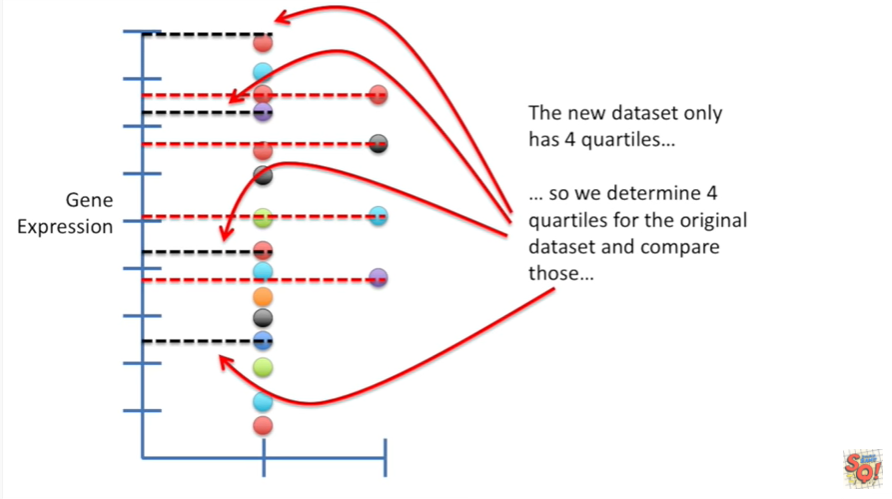 The new dataset only
has 4 quartiles...
... so we determine 4
quartiles for the original
dataset and compare
those...
Gene
Expression
SQ!